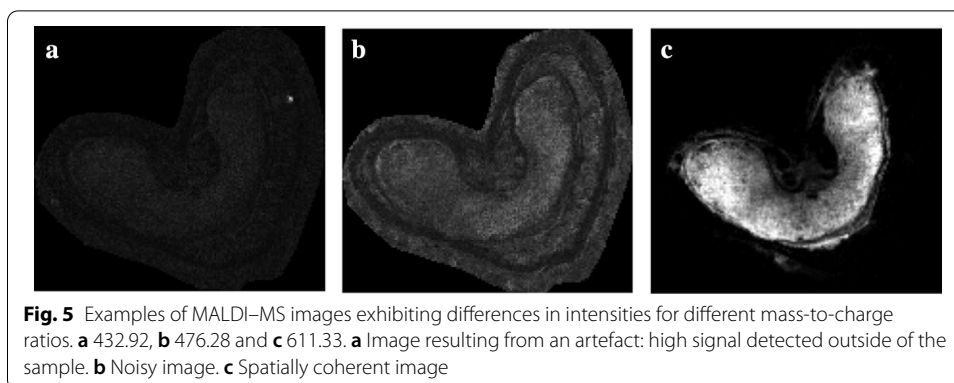 a
b
c
Fig. 5 Examples of MALDI–MS images exhibiting differences in intensities for different mass-to-charge
ratios. a 432.92, b 476.28 and c 611.33. a Image resulting from an artefact: high signal detected outside of the
sample. b Noisy image. c Spatially coherent image